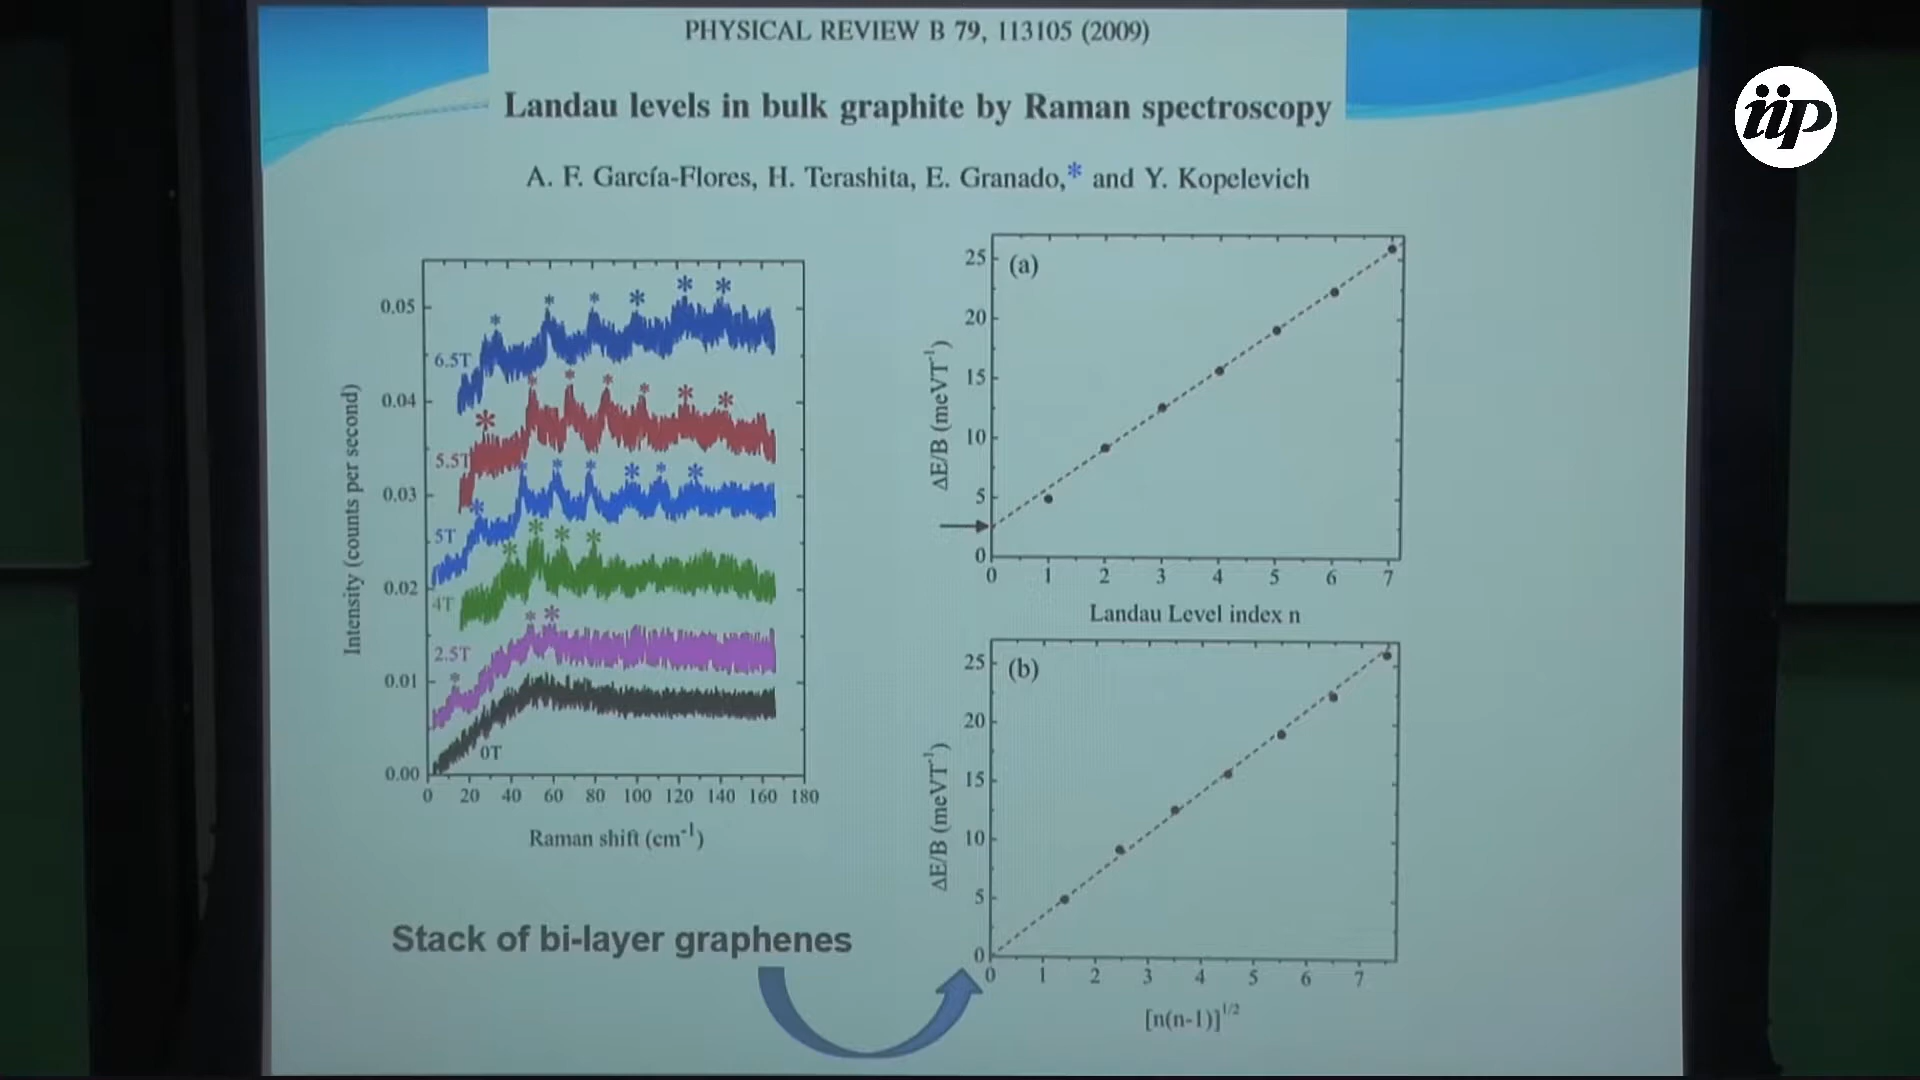 PHYSICAL REVIEW B 79, 113105 (2009)
Landau levels in bulk graphite by Raman spectroscopy
A. F. García-Flores, H. Terashita, E. Granado,* and Y. Kopelevich
iip
Intensity (counts per second)
0.05
0.04
0.03
0.02
0.01
0.00
6.5T
5.5T
5T
4T
2.5T
0T
0 20 40 60 80 100 120 140 160 180
Raman shift (cm-1)
(a)
ΔE/B (meVT-1)
25
20
15
10
5
0
0 1 2 3 4 5 6 7
Landau Level index n
(b)
ΔE/B (meVT-1)
25
20
15
10
5
0
0 1 2 3 4 5 6 7
[n(n-1)]1/2
Stack of bi-layer graphenes